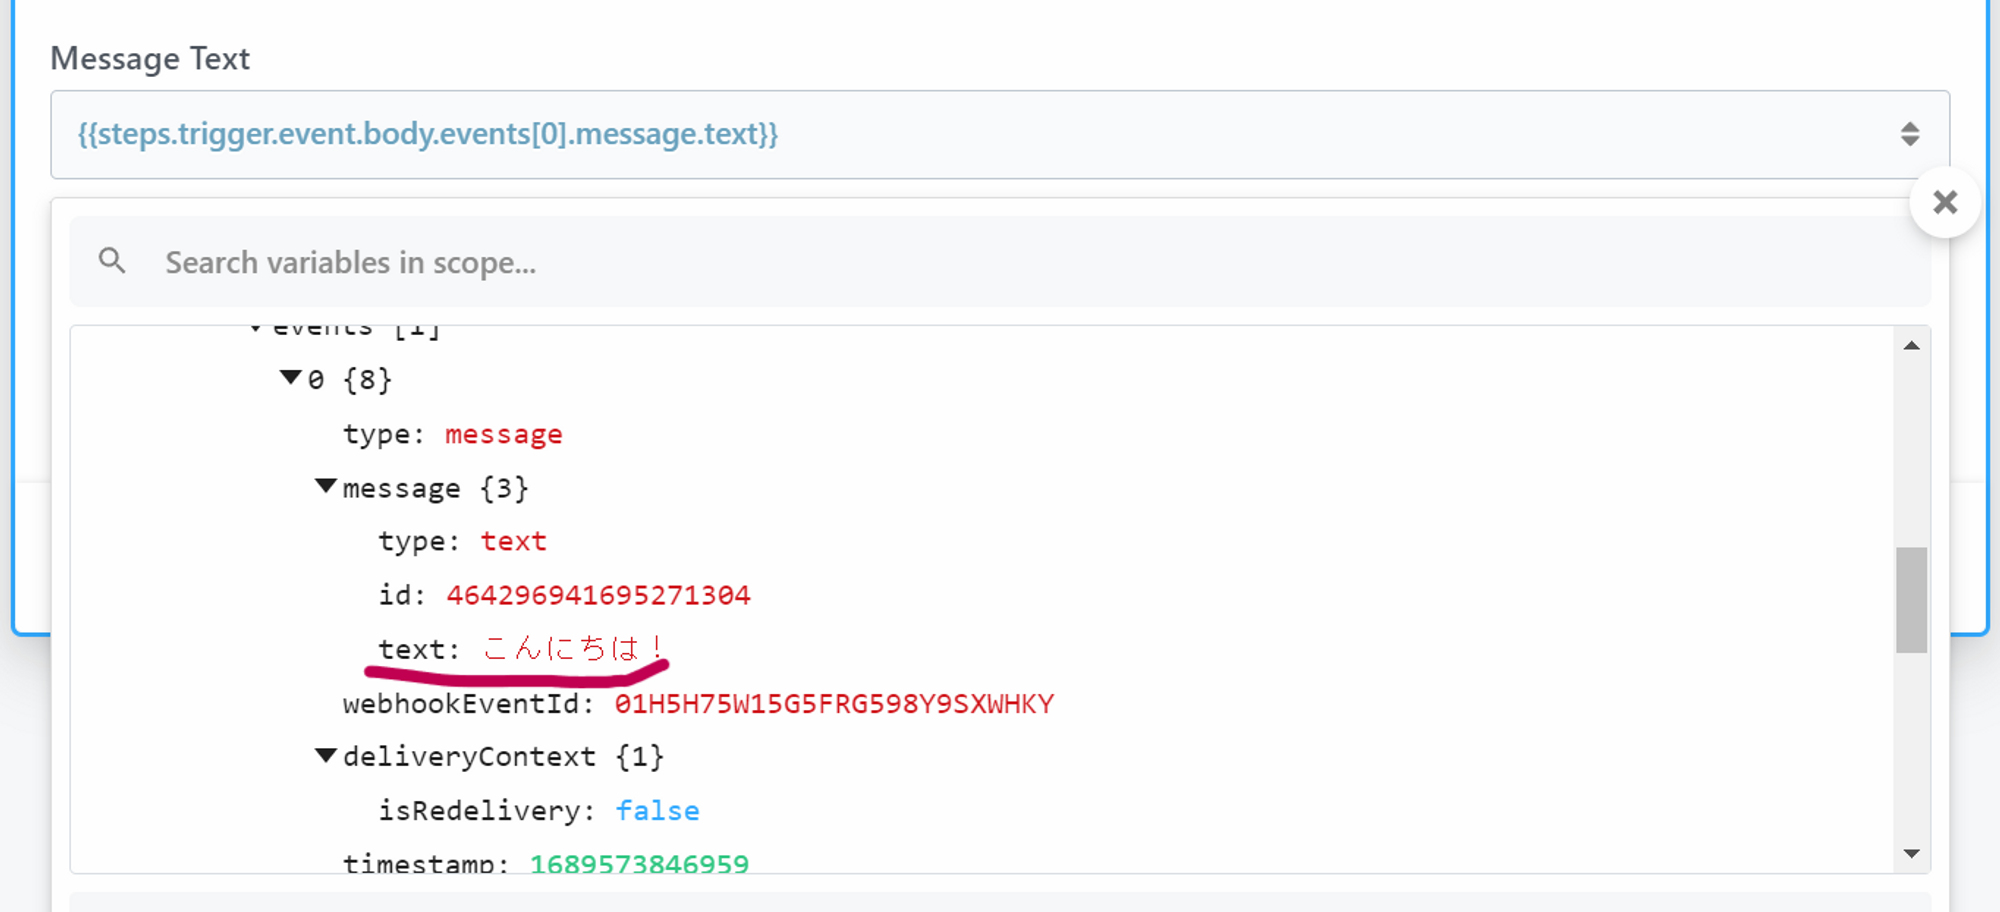 Message Text
{{steps.trigger.event.body.events[0].message.text}}
Search variables in scope...
events [1]
0 {8}
type: message
message {3}
type: text
id: 464296941695271304
text: こんにちは！
webhookEventId: 01H5H75W15G5FRG598Y9SXWHKY
deliveryContext {1}
isRedelivery: false
timestamp: 1689573846959